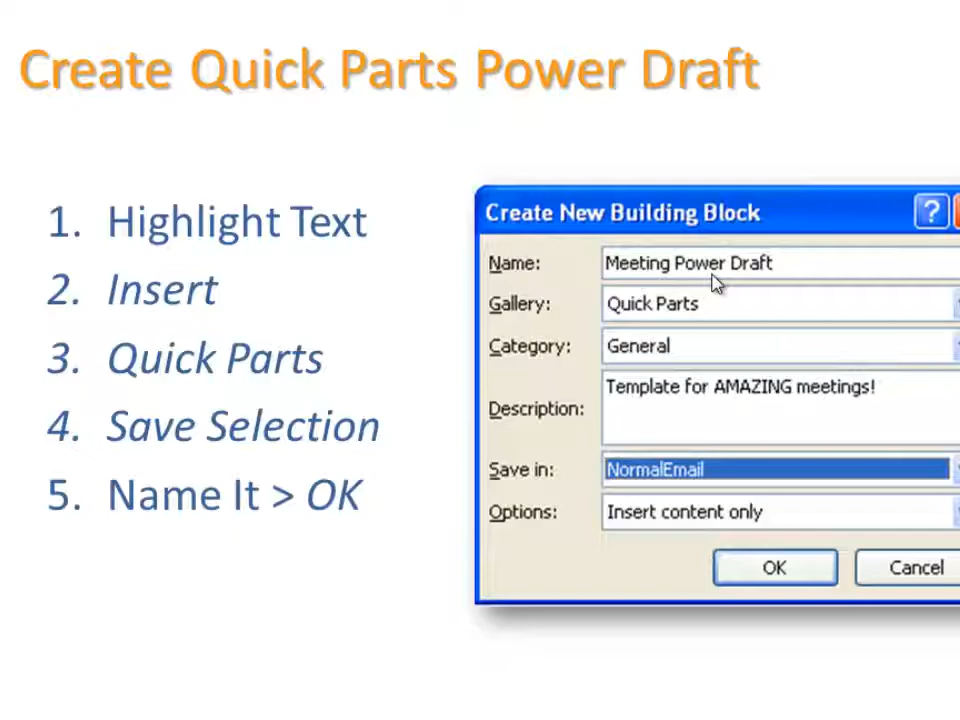 Create Quick Parts Power Draft
1. Highlight Text
2. Insert
3. Quick Parts
4. Save Selection
5. Name It > OK
Create New Building Block
?
Name: Meeting Power Draft
Gallery: Quick Parts
Category: General
Description: Template for AMAZING meetings!
Save in: NormalEmail
Options: Insert content only
OK Cancel